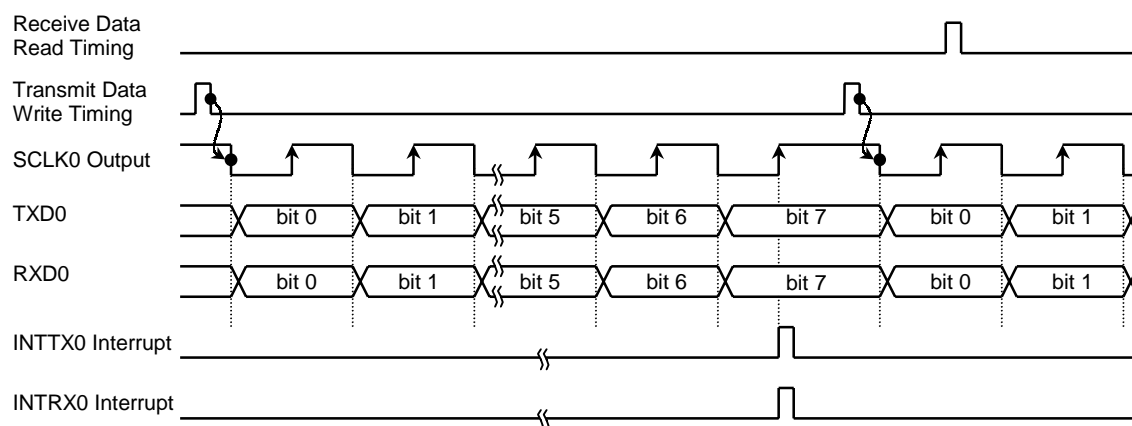 Receive Data
Read Timing
Transmit Data
Write Timing
SCLK0 Output
TXD0
bit 0
bit 1
bit 5
bit 6
bit 7
bit 0
bit 1
RXD0
bit 0
bit 1
bit 5
bit 6
bit 7
bit 0
bit 1
INTTX0 Interrupt
INTRX0 Interrupt